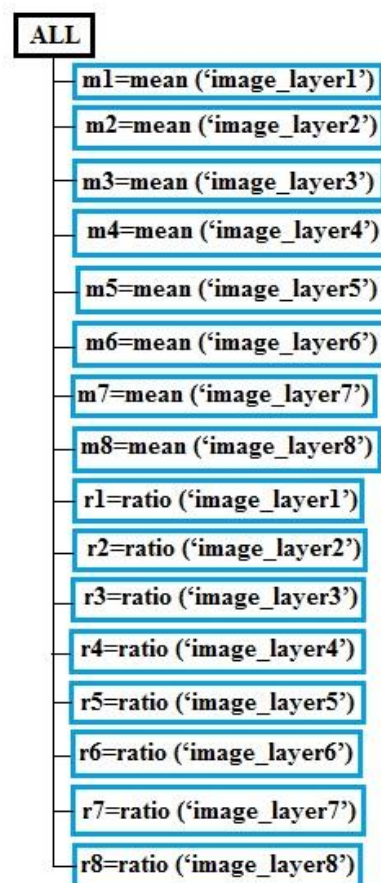 ALL
m1=mean (‘image_layer1’)
m2=mean (‘image_layer2’)
m3=mean (‘image_layer3’)
m4=mean (‘image_layer4’)
m5=mean (‘image_layer5’)
m6=mean (‘image_layer6’)
m7=mean (‘image_layer7’)
m8=mean (‘image_layer8’)
r1=ratio (‘image_layer1’)
r2=ratio (‘image_layer2’)
r3=ratio (‘image_layer3’)
r4=ratio (‘image_layer4’)
r5=ratio (‘image_layer5’)
r6=ratio (‘image_layer6’)
r7=ratio (‘image_layer7’)
r8=ratio (‘image_layer8’)